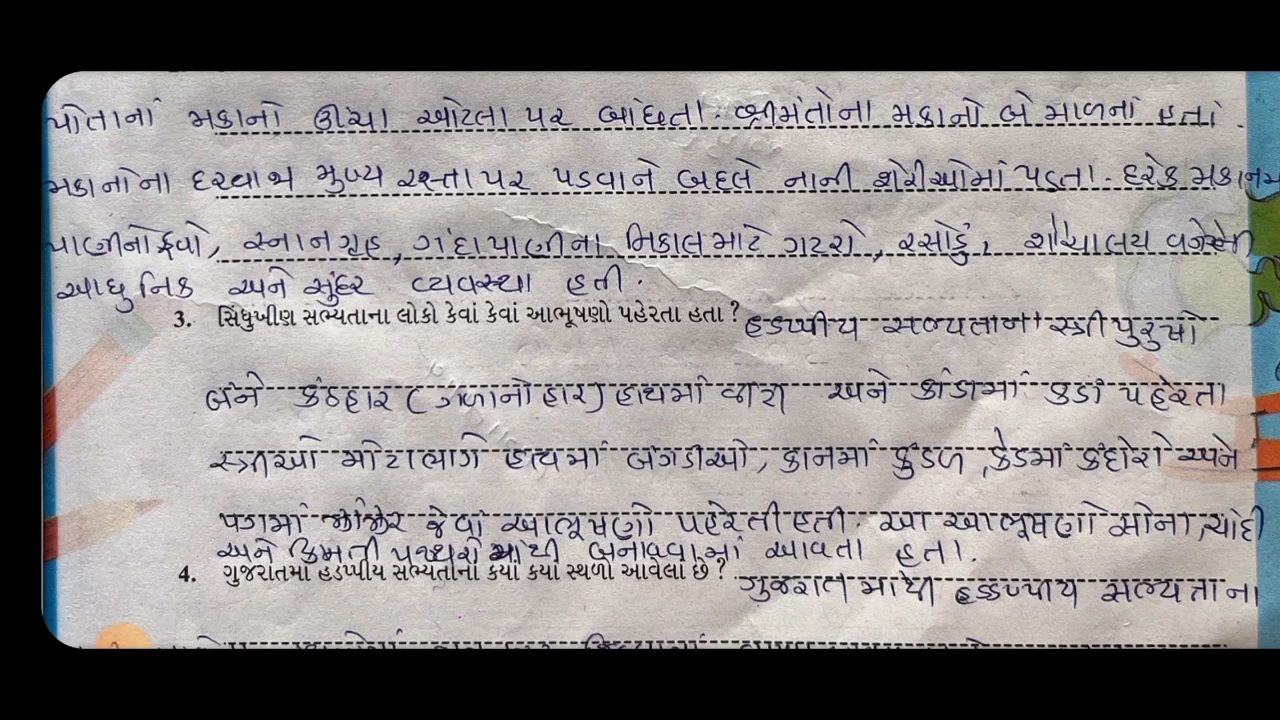 પોતાનાં મકાનો ઊંચા ઓટલા પર બાંધતા. શ્રીમંતોના મકાનો બે માળનાં હતાં.
મકાનોના દરવાજા મુખ્ય રસ્તા પર પડવાને બદલે નાની શેરીઓમાં પડતા. દરેક મકાનમ
પાણીનો કૂવો, સ્નાનગૃહ, ગંદાપાણીના નિકાલ માટે ગટરો, રસોડું, શૌચાલય વગેરેની
આધુનિક અને સુંદર વ્યવસ્થા હતી.
3. સિંધુખીણ સભ્યતાના લોકો કેવાં કેવાં આભૂષણો પહેરતા હતા ? હડપ્પીય સભ્યતાના સ્ત્રી પુરુષો
બંને કંઠહાર (ગળાનો હાર) હાથમાં અને કાંડામાં કડાં પહેરતા
સ્ત્રીઓ મોટાભાગે હાથમાં બંગડીઓ, કાનમાં કુંડળ, કેડમાં કંદોરો અને
પગમાં ઝાંઝર જેવાં આભૂષણો પહેરતી હતી. આ આભૂષણો સોના, ચાંદી
અને કિંમતી પથ્થરો માંથી બનાવવામાં આવતા હતા.
4. ગુજરાતમાં હડપ્પીય સભ્યતાનાં કયાં કયાં સ્થળો આવેલાં છે ? ગુજરાત માંથી હડપ્પીય સભ્યતાના